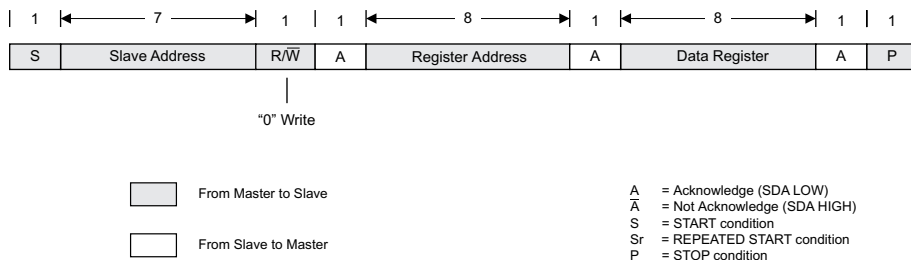 1 7 1 1 8 1 8 1 1
S Slave Address R/W̅ A Register Address A Data Register A P
“0” Write
From Master to Slave
From Slave to Master
A = Acknowledge (SDA LOW)
A̅ = Not Acknowledge (SDA HIGH)
S = START condition
Sr = REPEATED START condition
P = STOP condition